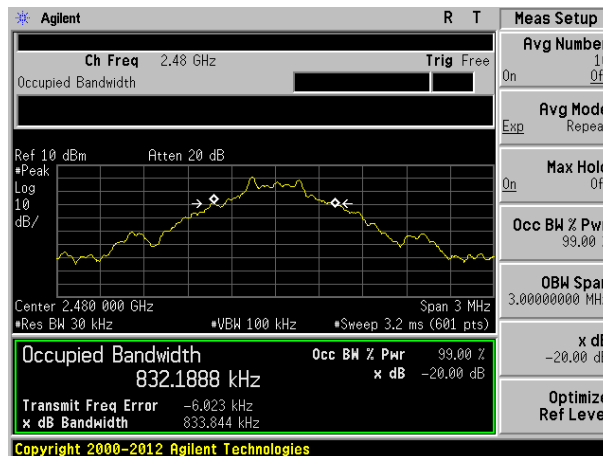 Agilent R T
Ch Freq 2.48 GHz Trig Free
Occupied Bandwidth
Ref 10 dBm Atten 20 dB
#Peak
Log
10
dB/
Center 2.480 000 GHz Span 3 MHz
#Res BW 30 kHz #VBW 100 kHz #Sweep 3.2 ms (601 pts)
Occupied Bandwidth Occ BW % Pwr 99.00 %
832.1888 kHz x dB -20.00 dB
Transmit Freq Error -6.023 kHz
x dB Bandwidth 833.844 kHz
Copyright 2000-2012 Agilent Technologies
Meas Setup
Avg Number
On
Avg Mode
Exp Repea
Max Hold
On
Occ BW % Pwr
99.00
OBW Span
3.00000000 MH
x dB
-20.00 d
Optimize
Ref Leve